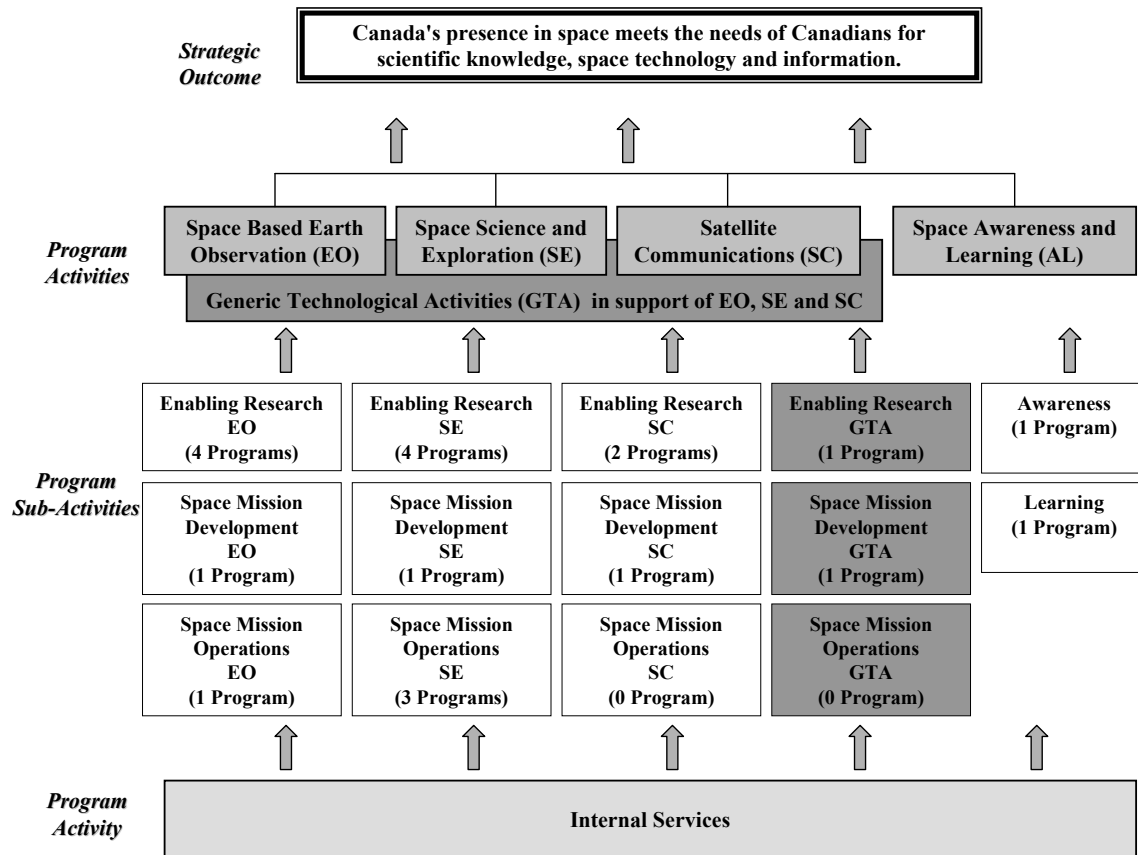 Strategic
Outcome
Canada's presence in space meets the needs of Canadians for
scientific knowledge, space technology and information.
Program
Activities
Space Based Earth
Observation (EO)
Space Science and
Exploration (SE)
Satellite
Communications (SC)
Space Awareness and
Learning (AL)
Generic Technological Activities (GTA) in support of EO, SE and SC
Program
Sub-Activities
Enabling Research
EO
(4 Programs)
Enabling Research
SE
(4 Programs)
Enabling Research
SC
(2 Programs)
Enabling Research
GTA
(1 Program)
Awareness
(1 Program)
Space Mission
Development
EO
(1 Program)
Space Mission
Development
SE
(1 Program)
Space Mission
Development
SC
(1 Program)
Space Mission
Development
GTA
(1 Program)
Learning
(1 Program)
Space Mission
Operations
EO
(1 Program)
Space Mission
Operations
SE
(3 Programs)
Space Mission
Operations
SC
(0 Program)
Space Mission
Operations
GTA
(0 Program)
Program
Activity
Internal Services